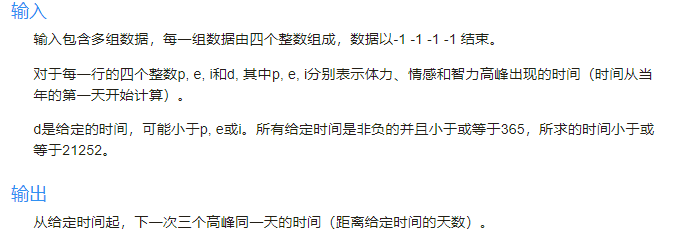 输入
输入包含多组数据，每一组数据由四个整数组成，数据以-1 -1 -1 -1 结束。
对于每一行的四个整数p, e, i和d, 其中p, e, i分别表示体力、情感和智力高峰出现的时间（时间从当
年的第一天开始计算）。
d是给定的时间，可能小于p, e或i。所有给定时间是非负的并且小于或等于365，所求的时间小于或
等于21252。
输出
从给定时间起，下一次三个高峰同一天的时间（距离给定时间的天数）。